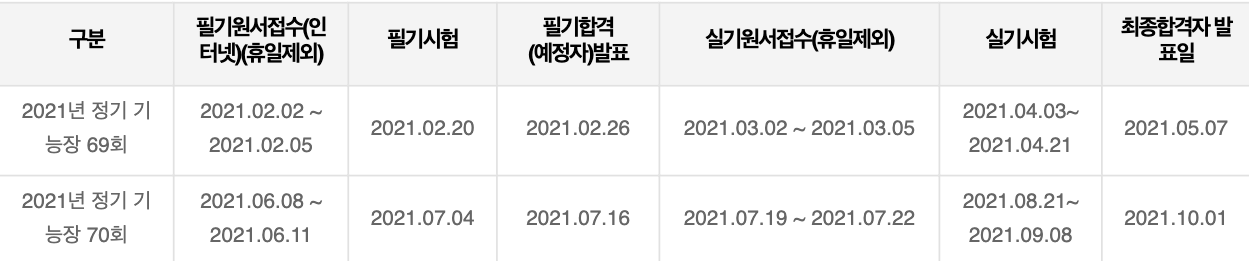 구분
필기원서접수(인
터넷)(휴일제외)
필기시험
필기합격
(예정자)발표
실기원서접수(휴일제외)
실기시험
최종합격자 발
표일
2021년 정기 기
능장 69회
2021.02.02 ~
2021.02.05
2021.02.20
2021.02.26
2021.03.02 ~ 2021.03.05
2021.04.03~
2021.04.21
2021.05.07
2021년 정기 기
능장 70회
2021.06.08 ~
2021.06.11
2021.07.04
2021.07.16
2021.07.19 ~ 2021.07.22
2021.08.21~
2021.09.08
2021.10.01